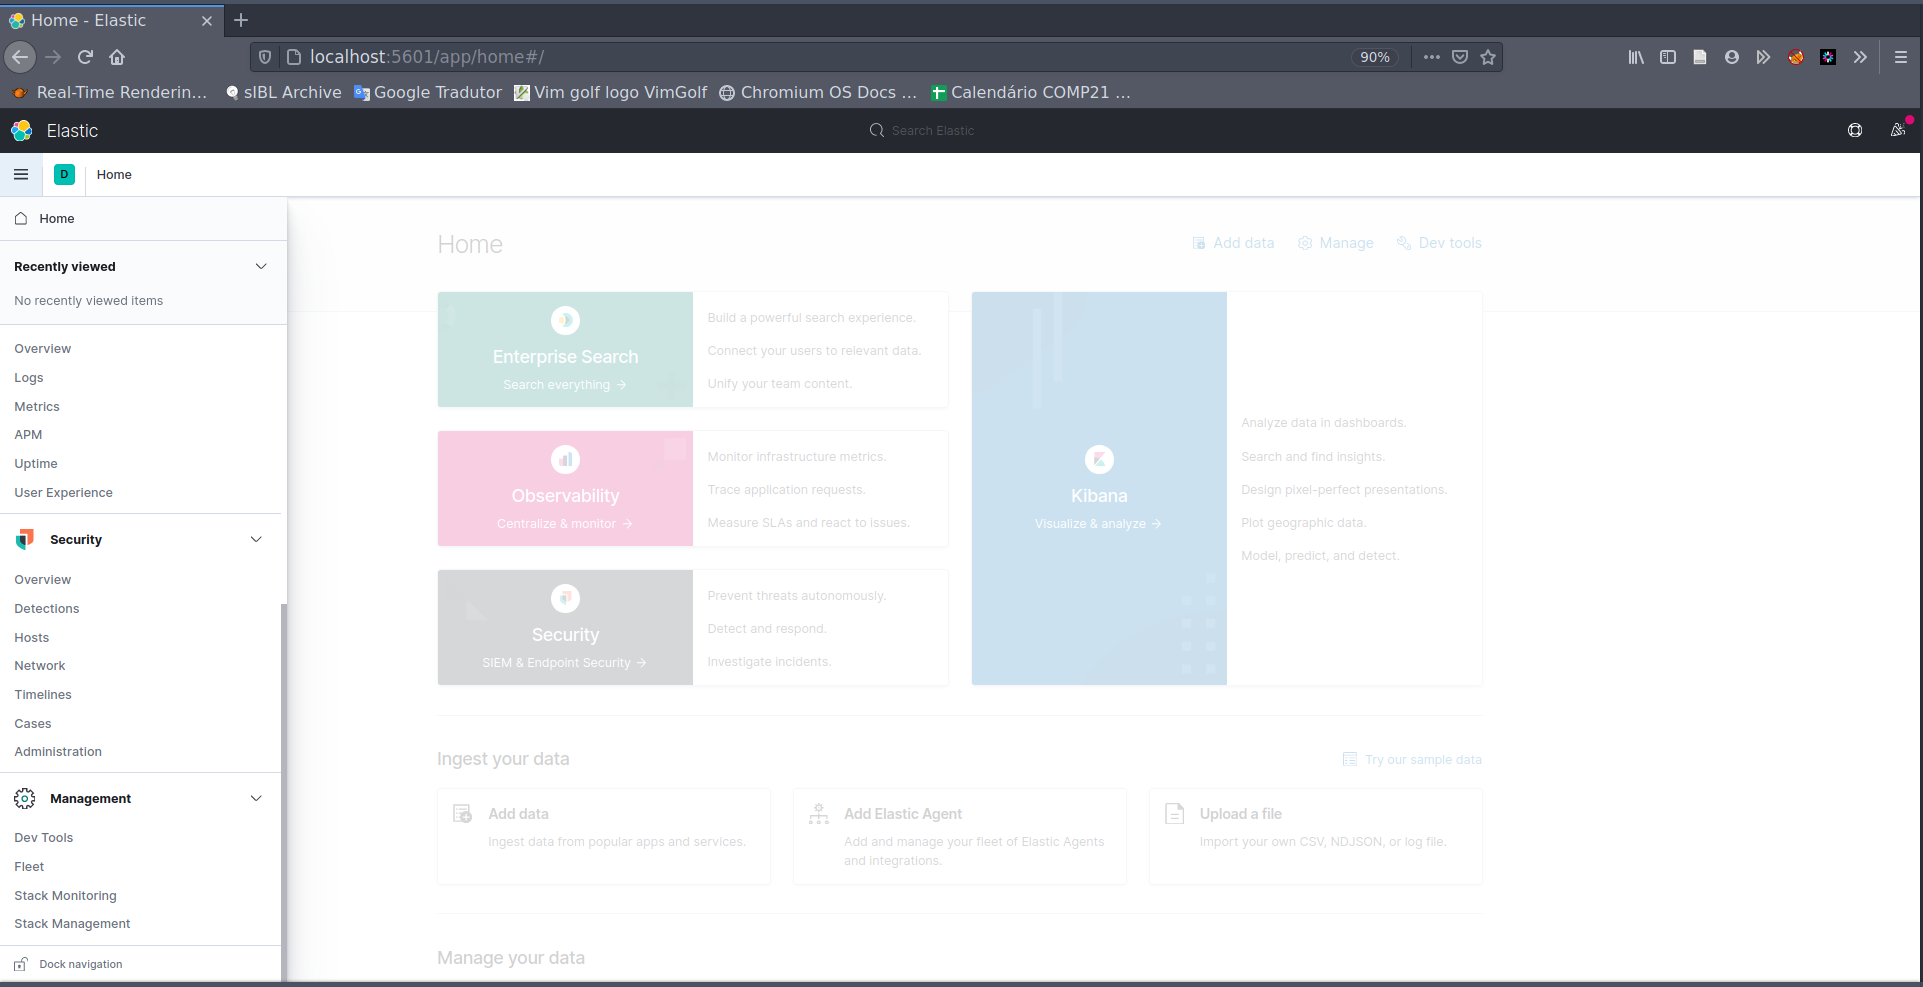 Home - Elastic
localhost:5601/app/home#/
90%
Real-Time Renderin…
sIBL Archive
Google Tradutor
Vim golf logo VimGolf
Chromium OS Docs …
Calendário COMP21 …
Elastic
Search Elastic
D
Home
Home
Recently viewed
No recently viewed items
Overview
Logs
Metrics
APM
Uptime
User Experience
Security
Overview
Detections
Hosts
Network
Timelines
Cases
Administration
Management
Dev Tools
Fleet
Stack Monitoring
Stack Management
Dock navigation
Home
Add data
Manage
Dev tools
Enterprise Search
Search everything →
Build a powerful search experience.
Connect your users to relevant data.
Unify your team content.
Observability
Centralize & monitor →
Monitor infrastructure metrics.
Trace application requests.
Measure SLAs and react to issues.
Security
SIEM & Endpoint Security →
Prevent threats autonomously.
Detect and respond.
Investigate incidents.
Kibana
Visualize & analyze →
Analyze data in dashboards.
Search and find insights.
Design pixel-perfect presentations.
Plot geographic data.
Model, predict, and detect.
Ingest your data
Try our sample data
Add data
Ingest data from popular apps and services.
Add Elastic Agent
Add and manage your fleet of Elastic Agents
and integrations.
Upload a file
Import your own CSV, NDJSON, or log file.
Manage your data